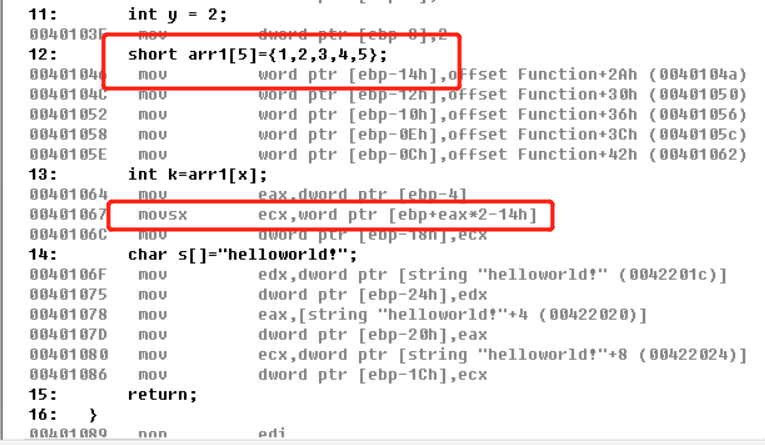 11: int y = 2;
0040103F mov dword ptr [ebp-8],2
12: short arr1[5]={1,2,3,4,5};
00401046 mov word ptr [ebp-14h],offset Function+2Ah (0040104a)
0040104C mov word ptr [ebp-12h],offset Function+30h (00401050)
00401052 mov word ptr [ebp-10h],offset Function+36h (00401056)
00401058 mov word ptr [ebp-0Eh],offset Function+3Ch (0040105c)
0040105E mov word ptr [ebp-0Ch],offset Function+42h (00401062)
13: int k=arr1[x];
00401064 mov eax,dword ptr [ebp-4]
00401067 movsx ecx,word ptr [ebp+eax*2-14h]
0040106C mov dword ptr [ebp-18h],ecx
14: char s[]="helloworld!";
0040106F mov edx,dword ptr [string "helloworld!" (0042201c)]
00401075 mov dword ptr [ebp-24h],edx
00401078 mov eax,[string "helloworld!"+4 (00422020)]
0040107D mov dword ptr [ebp-20h],eax
00401080 mov ecx,dword ptr [string "helloworld!"+8 (00422024)]
00401086 mov dword ptr [ebp-1Ch],ecx
15: return;
16: }
00401089 pop edi